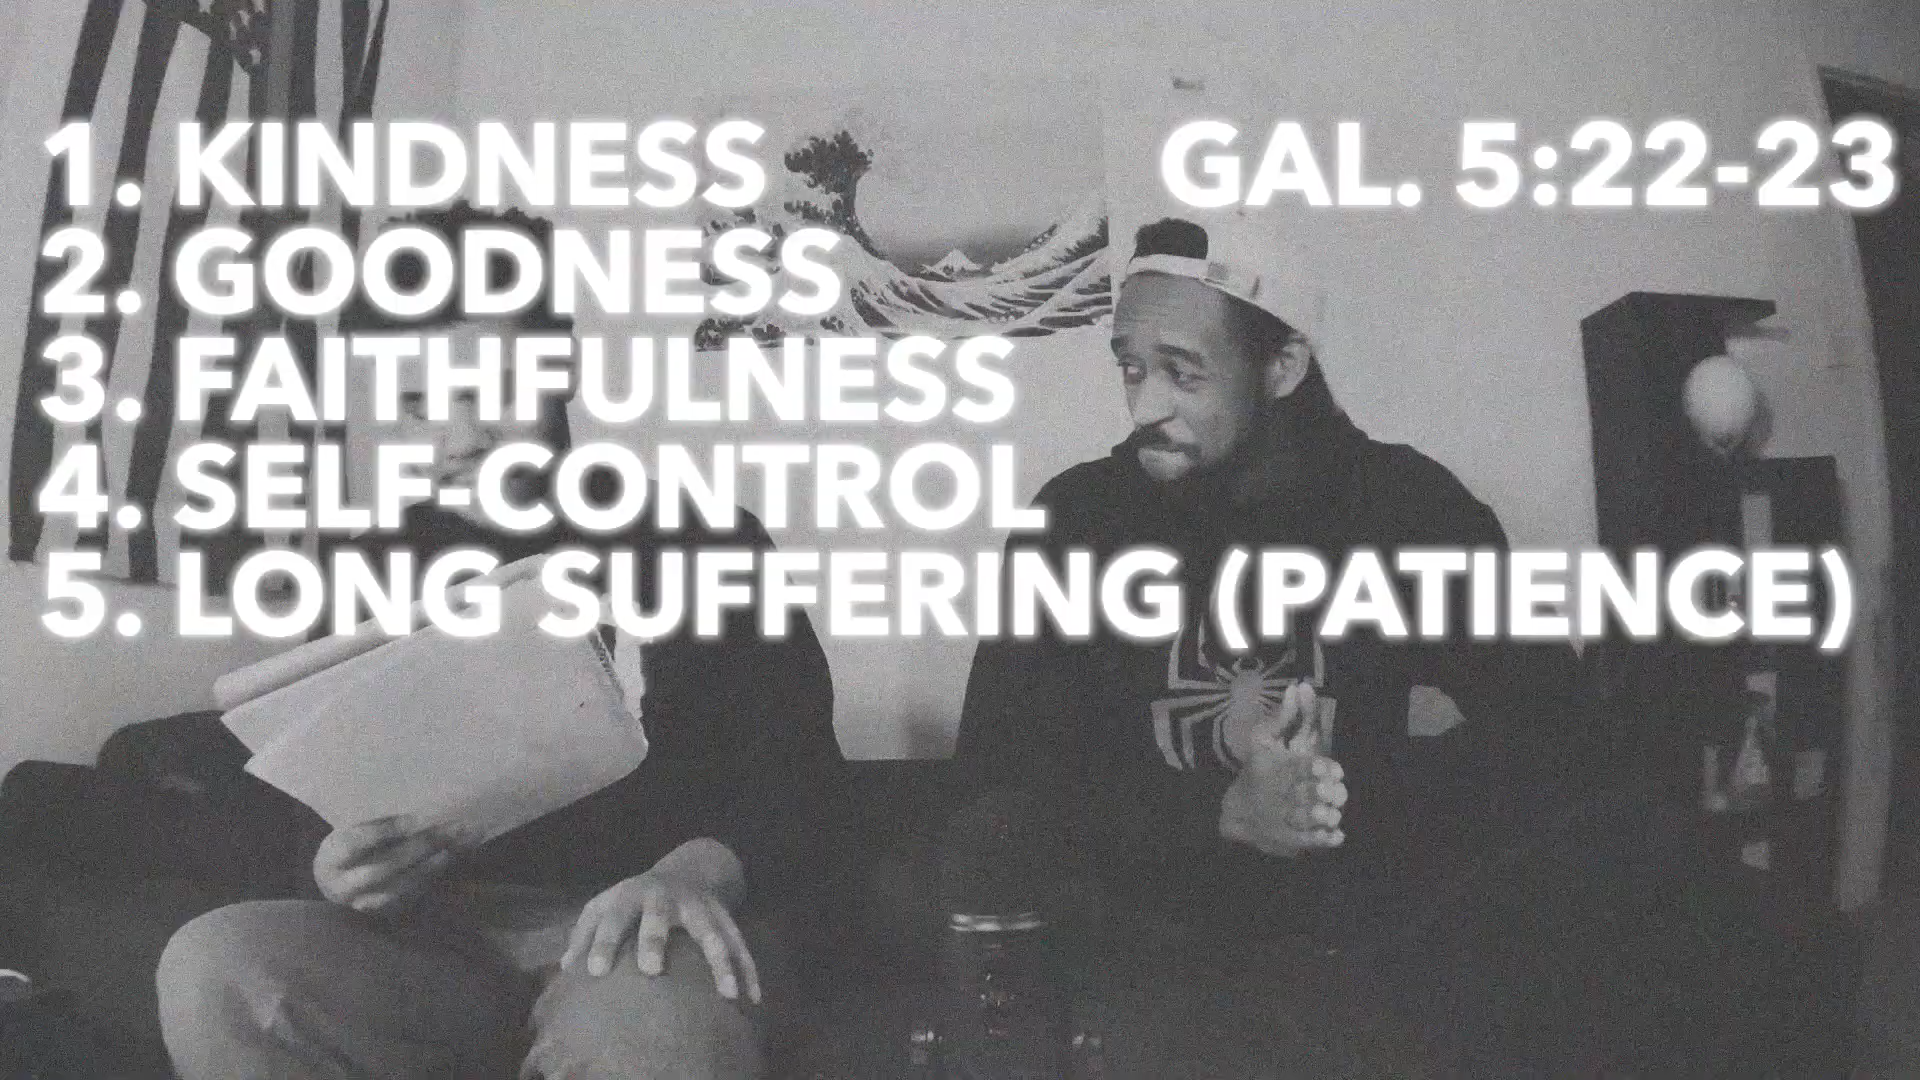 1. KINDNESS
GAL. 5:22-23
2. GOODNESS
3. FAITHFULNESS
4. SELF-CONTROL
5. LONG SUFFERING (PATIENCE)